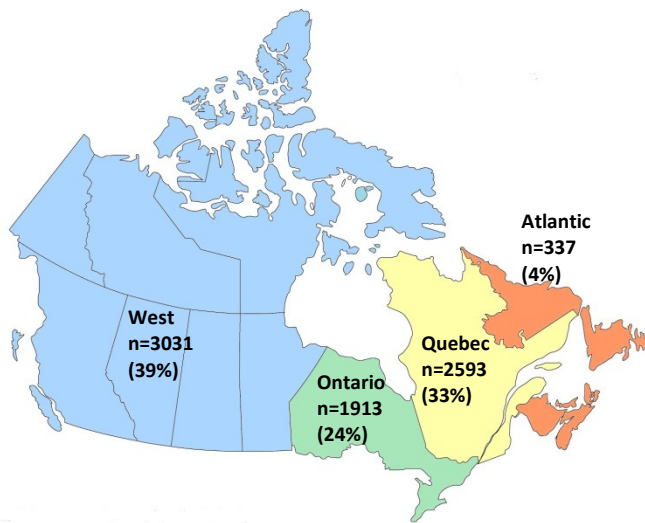 Atlantic
n=337
(4%)
West
n=3031
(39%)
Quebec
n=2593
(33%)
Ontario
n=1913
(24%)